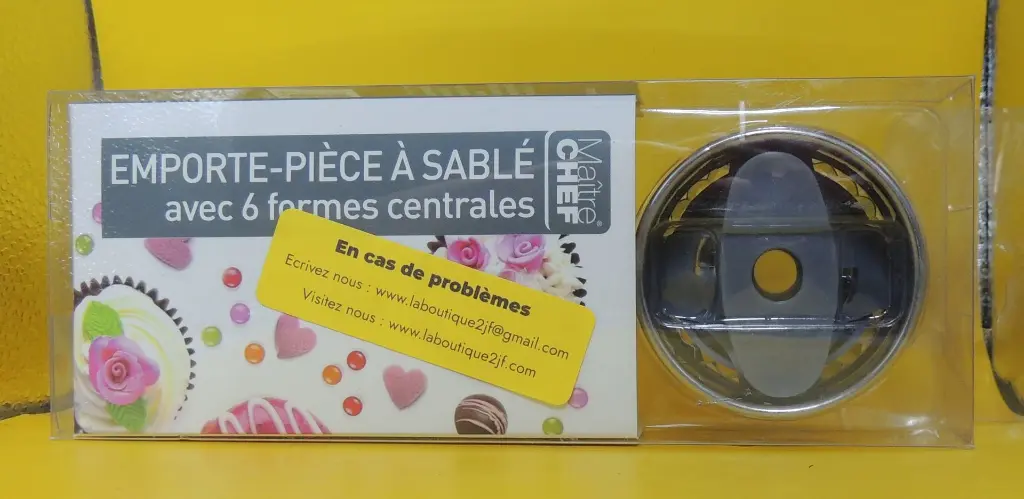 EMPORTE-PIÈCE À SABLÉ
avec 6 formes centrales
Maître
CHEF®
En cas de problèmes
Ecrivez nous : www.laboutique2jf@gmail.com
Visitez nous : www.laboutique2jf.com